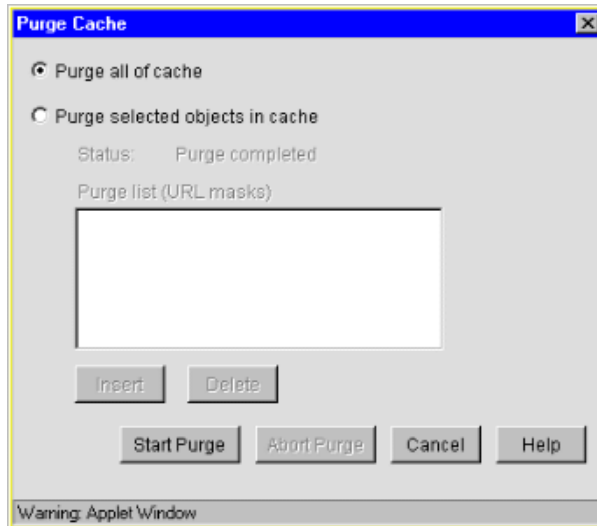 Purge Cache
Purge all of cache
Purge selected objects in cache
Status: Purge completed
Purge list (URL masks)
Insert Delete
Start Purge Abort Purge Cancel Help
Warning: Applet Window